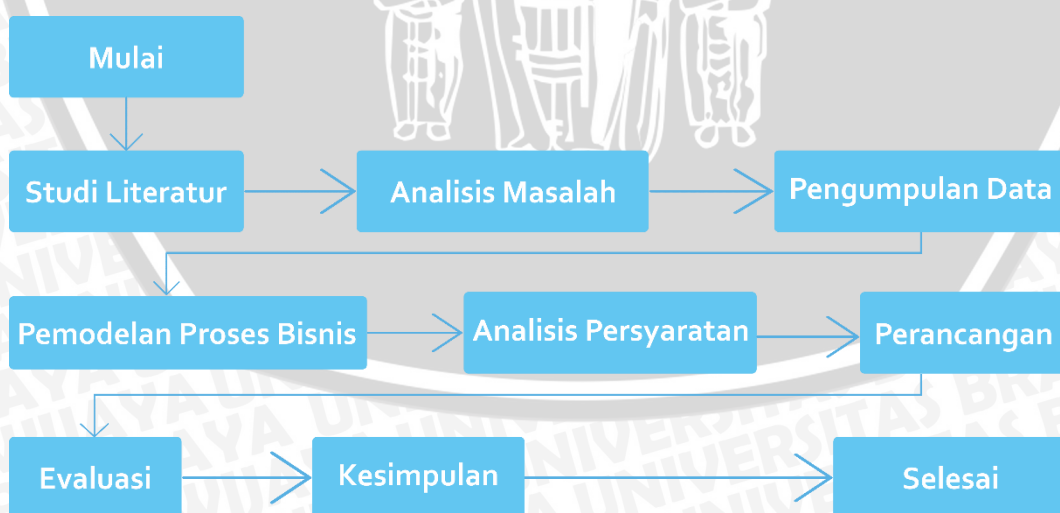 Mulai
Studi Literatur
Analisis Masalah
Pengumpulan Data
Pemodelan Proses Bisnis
Analisis Persyaratan
Perancangan
Evaluasi
Kesimpulan
Selesai